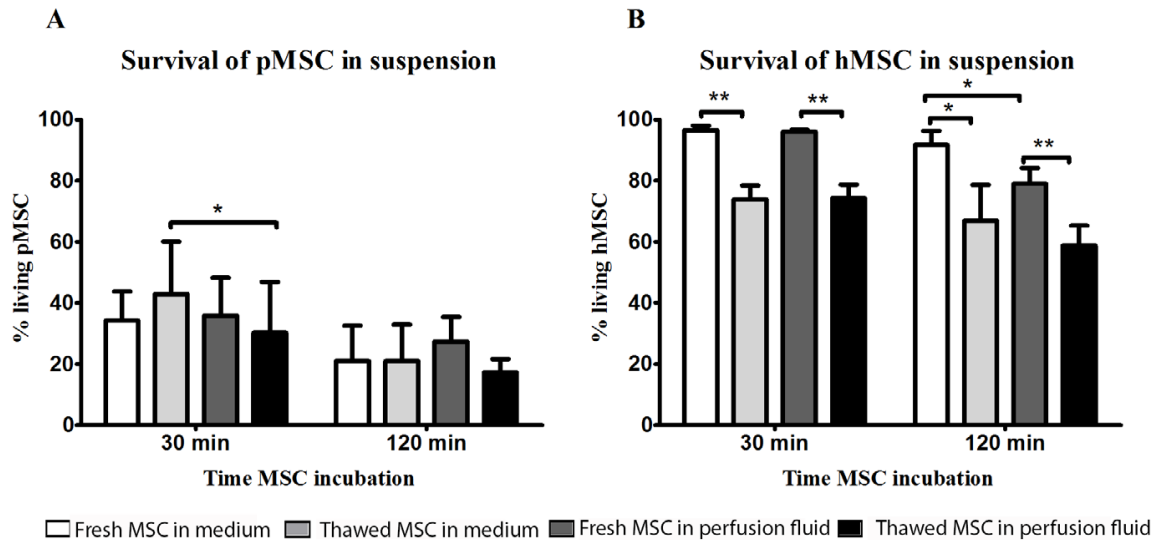 A
Survival of pMSC in suspension
% living pMSC
100
80
60
40
20
0
*
30 min
120 min
Time MSC incubation
B
Survival of hMSC in suspension
% living hMSC
100
80
60
40
20
0
**
**
*
*
**
30 min
120 min
Time MSC incubation
Fresh MSC in medium
Thawed MSC in medium
Fresh MSC in perfusion fluid
Thawed MSC in perfusion fluid